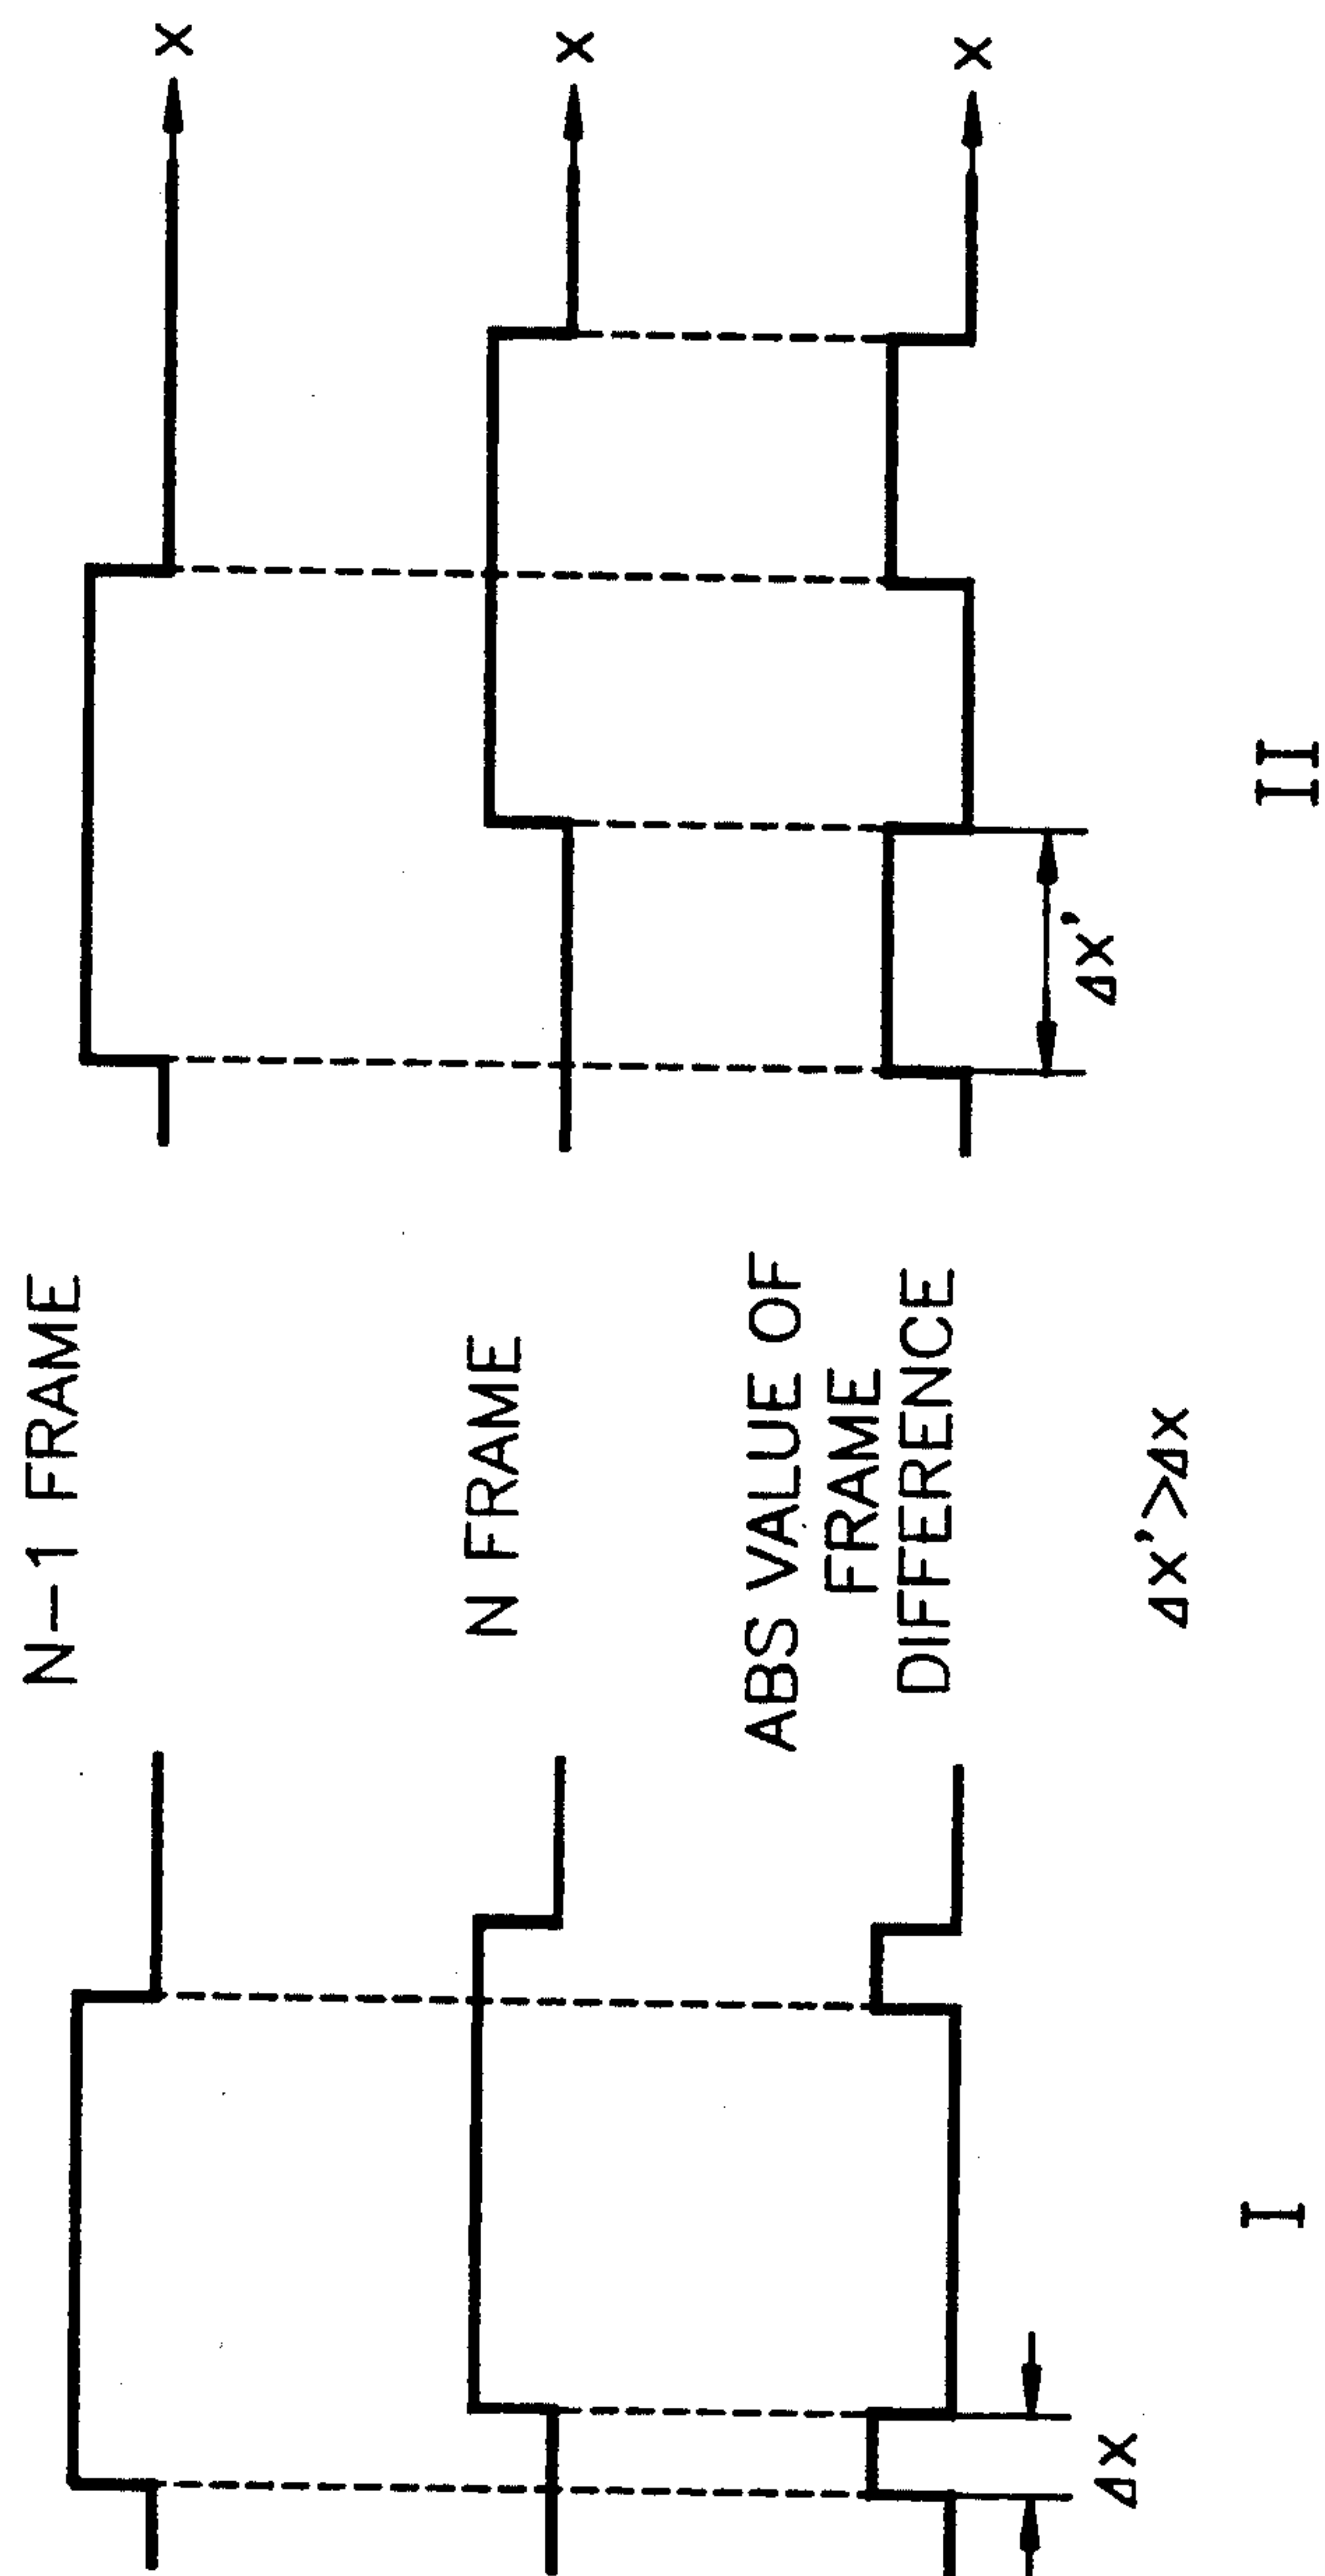 N-1 FRAME
x
N FRAME
x
ABS VALUE OF
FRAME
DIFFERENCE
x
Δx
Δx'
Δx'>Δx
I
II